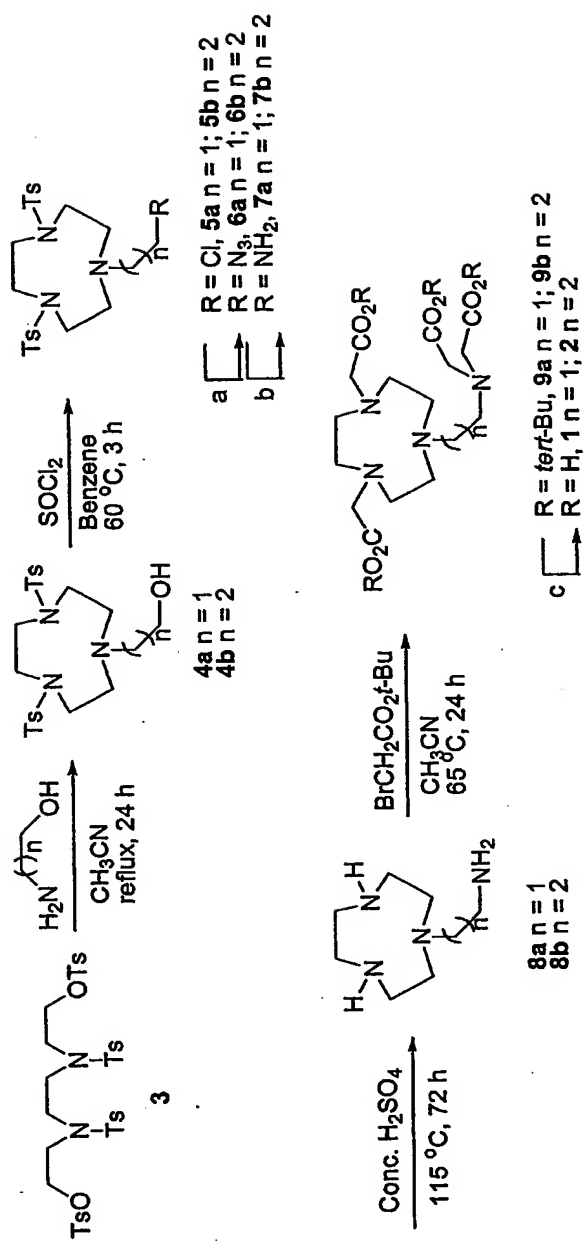 TsO
N
Ts
N
Ts
OTs
3
H2N
( )n
OH
CH3CN
reflux, 24 h
Ts
N
N
Ts
N
( )n
OH
4a n = 1
4b n = 2
SOCl2
Benzene
60 °C, 3 h
Ts
N
N
Ts
N
( )n
R
a
b
R = Cl, 5a n = 1; 5b n = 2
R = N3, 6a n = 1; 6b n = 2
R = NH2, 7a n = 1; 7b n = 2
Conc. H2SO4
115 °C, 72 h
H
N
N
H
N
( )n
NH2
8a n = 1
8b n = 2
BrCH2CO2t-Bu
CH3CN
65 °C, 24 h
RO2C
N
N
CO2R
N
( )n
N
CO2R
CO2R
c
R = tert-Bu, 9a n = 1; 9b n = 2
R = H, 1 n = 1; 2 n = 2